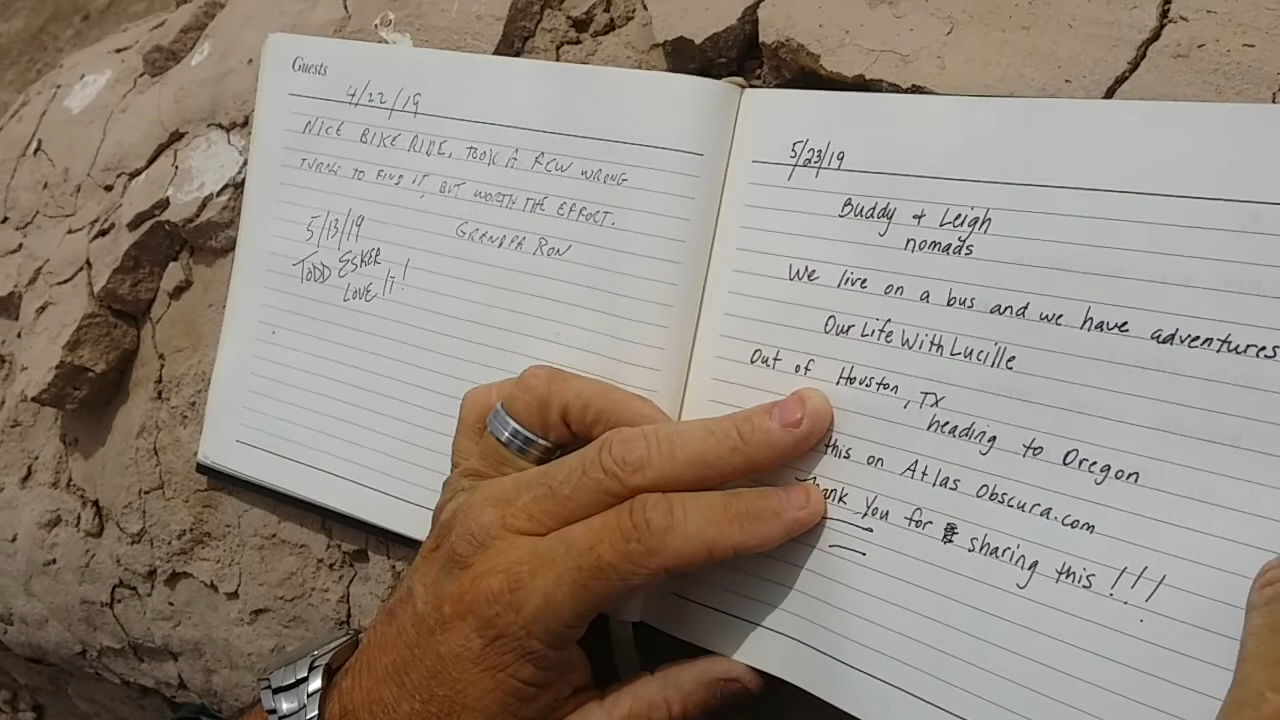 Guests
4/22/19
NICE BIKE RIDE, TOOK A FEW WRONG
TURNS TO FIND IT, BUT WORTH THE EFFORT.
GRANDPA RON
5/13/19
TODD ESKER
LOVE IT!
5/23/19
Buddy + Leigh
nomads
We live on a bus and we have adventures
Our Life With Lucille
Out of Houston, TX
heading to Oregon
this on Atlas Obscura.com
Thank You for sharing this !!!